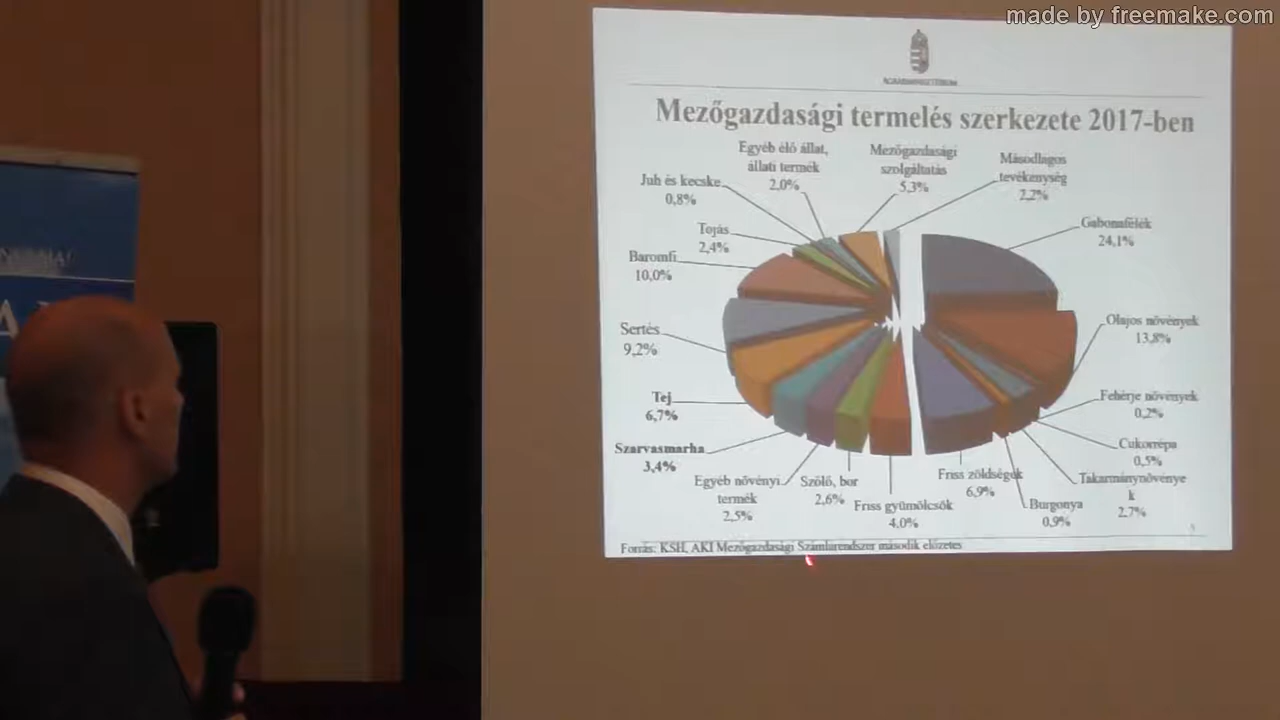 made by freemake.com
Mezőgazdasági termelés szerkezete 2017-ben
Egyéb élő állat,
állati termék
2,0%
Mezőgazdasági
szolgáltatás
5,3%
Másodlagos
tevékenység
2,2%
Juh és kecske
0,8%
Tojás
2,4%
Baromfi
10,0%
Sertés
9,2%
Tej
6,7%
Szarvasmarha
3,4%
Egyéb növényi
termék
2,5%
Szőlő, bor
2,6%
Friss gyümölcsök
4,0%
Friss zöldségek
6,9%
Burgonya
0,9%
Takarmánynövénye
k
2,7%
Cukorrépa
0,5%
Fehérje növények
0,2%
Olajos növények
13,8%
Gabonafélék
24,1%
Forrás: KSH, AKI Mezőgazdasági Számlarendszer második előzetes